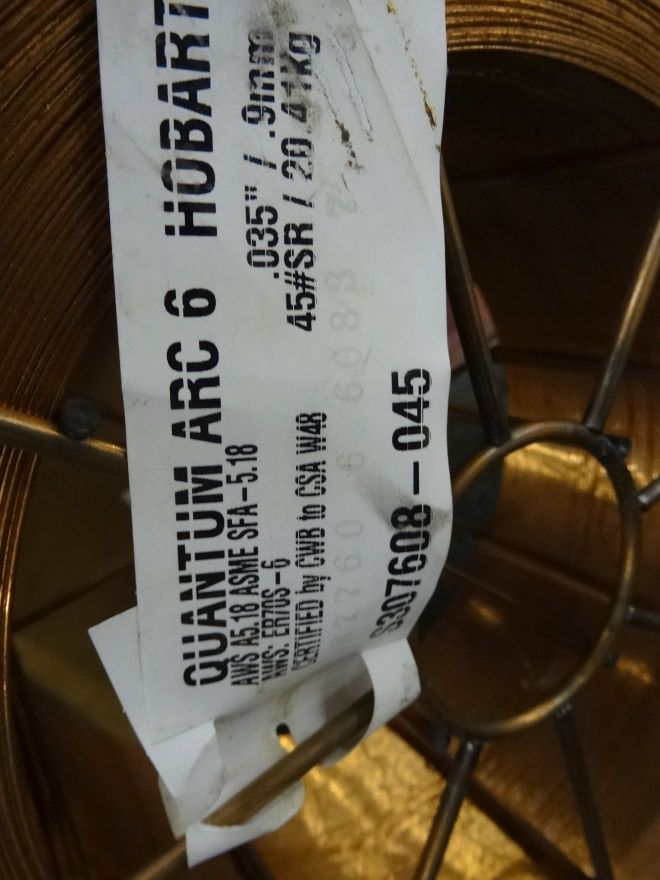 QUANTUM ARC 6 HOBART
AWS A5.18 ASME SFA-5.18
AWS: ER70S-6
.035" / .9mm
45#SR / 20.41kg
CERTIFIED by CWB to CSA W48
S307608-045